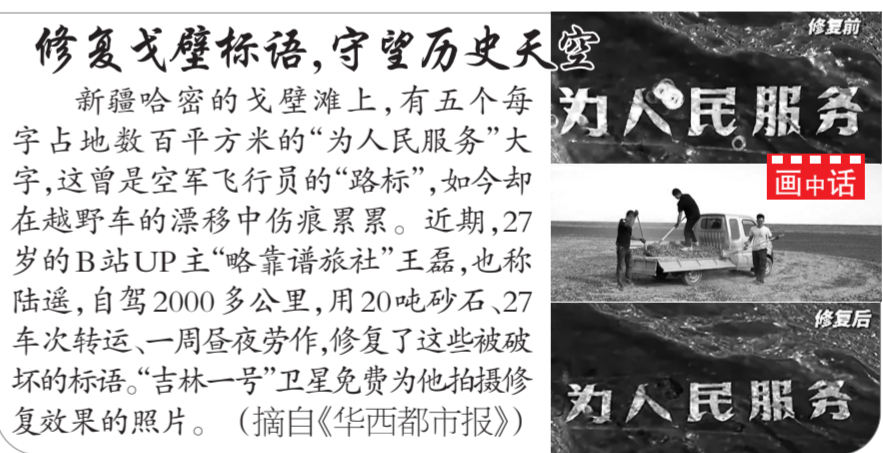 修复戈壁标语,守望历史天空
新疆哈密的戈壁滩上,有五个每
字占地数百平方米的“为人民服务”大
字,这曾是空军飞行员的“路标”,如今却
在越野车的漂移中伤痕累累。近期,27
岁的B站UP主“略靠谱旅社”王磊,也称
陆遥,自驾2000多公里,用20吨砂石、27
车次转运、一周昼夜劳作,修复了这些被破
坏的标语。“吉林一号”卫星免费为他拍摄修
复效果的照片。(摘自《华西都市报》)
修复前
为人民服务
画中话
修复后
为人民服务